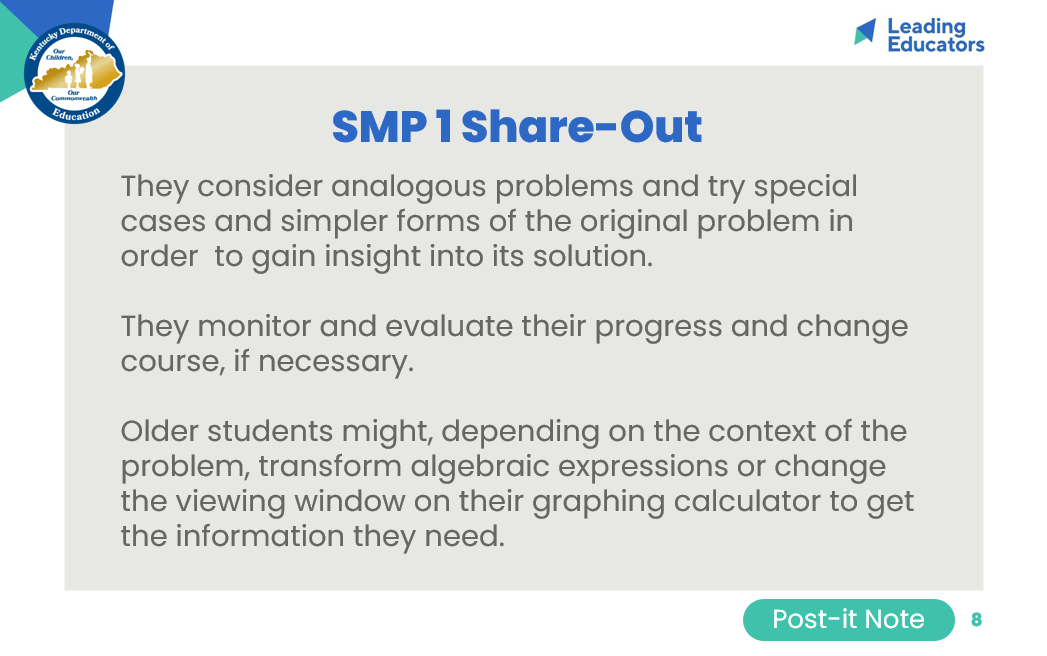 Kentucky Department of
Our
Children,
Our
Commonwealth
Education
Leading
Educators
SMP 1 Share-Out
They consider analogous problems and try special
cases and simpler forms of the original problem in
order  to gain insight into its solution.
They monitor and evaluate their progress and change
course, if necessary.
Older students might, depending on the context of the
problem, transform algebraic expressions or change
the viewing window on their graphing calculator to get
the information they need.
Post-it Note
8